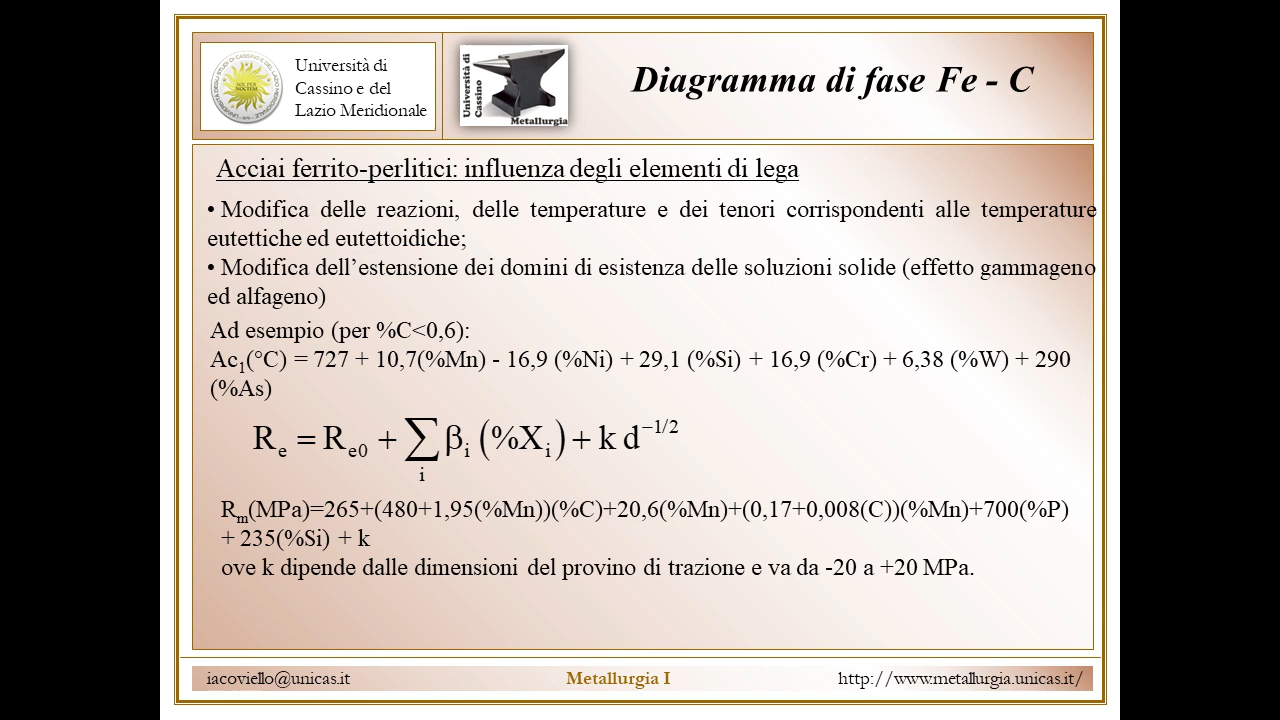 Università di
Cassino e del
Lazio Meridionale
Università di
Cassino
Metallurgia
Diagramma di fase Fe - C
Acciai ferrito-perlitici: influenza degli elementi di lega
• Modifica delle reazioni, delle temperature e dei tenori corrispondenti alle temperature
eutettiche ed eutettoidiche;
• Modifica dell’estensione dei domini di esistenza delle soluzioni solide (effetto gammageno
ed alfageno)
Ad esempio (per %C<0,6):
Ac1(°C) = 727 + 10,7(%Mn) - 16,9 (%Ni) + 29,1 (%Si) + 16,9 (%Cr) + 6,38 (%W) + 290
(%As)
Re = Re0 + ∑i βi (%Xi) + k d−1/2
Rm(MPa)=265+(480+1,95(%Mn))(%C)+20,6(%Mn)+(0,17+0,008(C))(%Mn)+700(%P)
+ 235(%Si) + k
ove k dipende dalle dimensioni del provino di trazione e va da -20 a +20 MPa.
iacoviello@unicas.it
Metallurgia I
http://www.metallurgia.unicas.it/